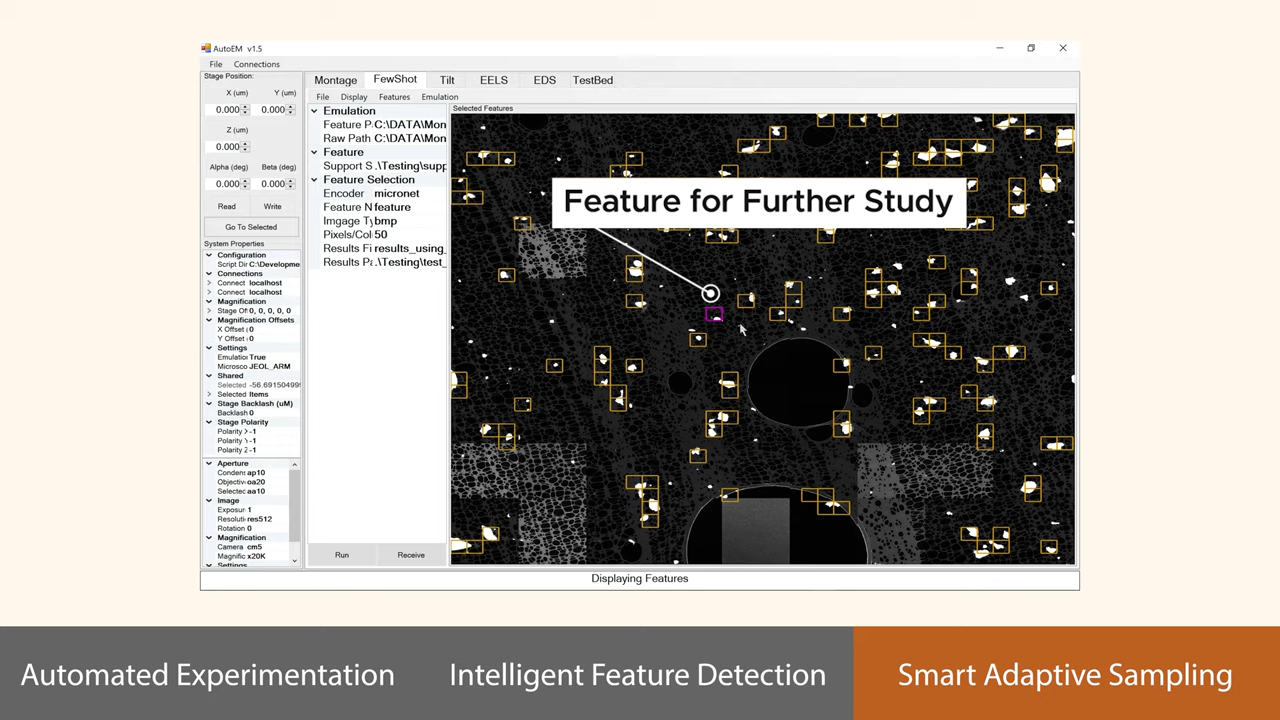 AutoEM v1.5
File Connections
Stage Position:
X (um) Y (um)
0.000 0.000
Z (um)
0.000
Alpha (deg) Beta (deg)
0.000 0.000
Read Write
Go To Selected
System Properties
Configuration
Script Dir C:\Developme
Connections
Connect localhost
Connect localhost
Magnification
Stage Of 0, 0, 0, 0, 0
Magnification Offsets
X Offset ( 0
Y Offset ( 0
Settings
Emulation True
Microsco JEOL_ARM
Shared
Selected -56.691504995
Selected Items
Stage Backlash (uM)
Backlash 0
Stage Polarity
Polarity X -1
Polarity Y -1
Polarity Z -1
Aperture
Condens ap10
Objective oa20
Selected aa10
Image
Exposur 1
Resoluti res512
Rotation 0
Magnification
Camera cm5
Magnific x20K
Settings
Montage FewShot Tilt EELS EDS TestBed
File Display Features Emulation
Emulation
Feature P C:\DATA\Mon
Raw Path C:\DATA\Mon
Feature
Support S .\Testing\supp
Feature Selection
Encoder micronet
Feature N feature
Imgage Ty bmp
Pixels/Col 50
Results Fi results_using_
Results Pa .\Testing\test_
Run Receive
Selected Features
Feature for Further Study
Displaying Features
Automated Experimentation Intelligent Feature Detection Smart Adaptive Sampling